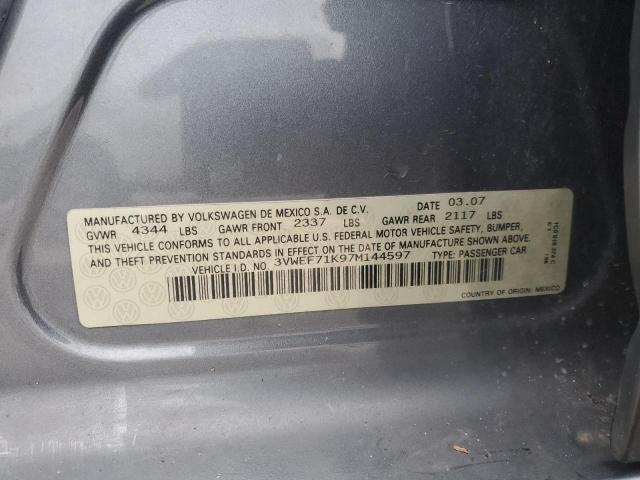 MANUFACTURED BY VOLKSWAGEN DE MEXICO S.A. DE C.V. DATE 03.07
GVWR 4344 LBS GAWR FRONT 2337 LBS GAWR REAR 2117 LBS
THIS VEHICLE CONFORMS TO ALL APPLICABLE U.S. FEDERAL MOTOR VEHICLE SAFETY, BUMPER,
AND THEFT PREVENTION STANDARDS IN EFFECT ON THE DATE OF MANUFACTURE SHOWN ABOVE.
VEHICLE I.D. NO. 3VWEF71K97M144597 TYPE: PASSENGER CAR
COUNTRY OF ORIGIN: MEXICO